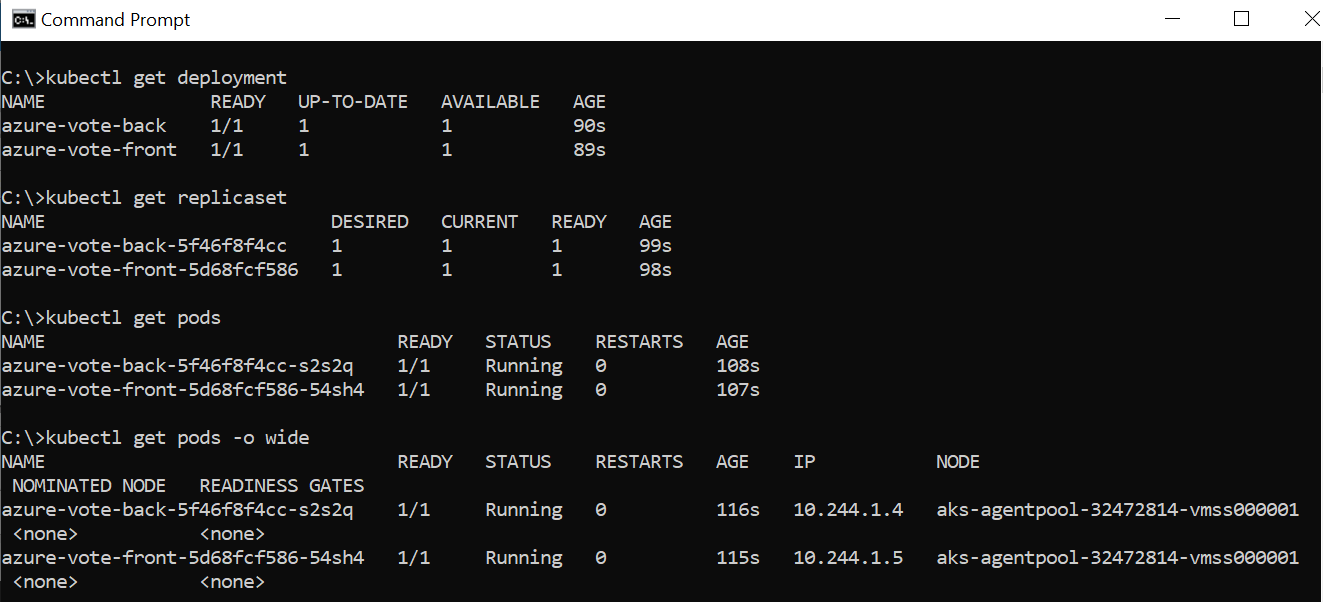 Command Prompt
C:\>kubectl get deployment
NAME               READY   UP-TO-DATE   AVAILABLE   AGE
azure-vote-back    1/1     1            1           90s
azure-vote-front   1/1     1            1           89s
C:\>kubectl get replicaset
NAME                          DESIRED   CURRENT   READY   AGE
azure-vote-back-5f46f8f4cc    1         1         1       99s
azure-vote-front-5d68fcf586   1         1         1       98s
C:\>kubectl get pods
NAME                                READY   STATUS    RESTARTS   AGE
azure-vote-back-5f46f8f4cc-s2s2q    1/1     Running   0          108s
azure-vote-front-5d68fcf586-54sh4   1/1     Running   0          107s
C:\>kubectl get pods -o wide
NAME                                READY   STATUS    RESTARTS   AGE    IP           NODE
 NOMINATED NODE   READINESS GATES
azure-vote-back-5f46f8f4cc-s2s2q    1/1     Running   0          116s   10.244.1.4   aks-agentpool-32472814-vmss000001
 <none>           <none>
azure-vote-front-5d68fcf586-54sh4   1/1     Running   0          115s   10.244.1.5   aks-agentpool-32472814-vmss000001
 <none>           <none>